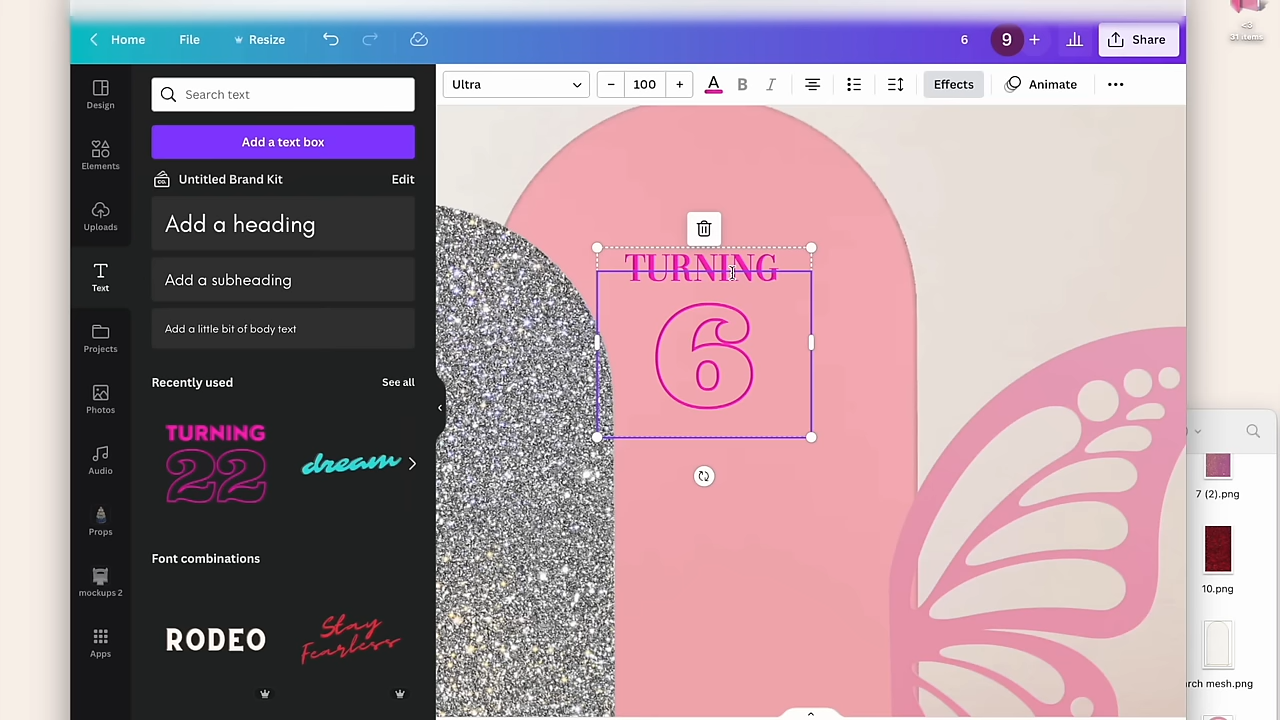 Home File Resize 6 9 + Share
<3
31 items
Design
Elements
Uploads
Text
Projects
Photos
Audio
Props
mockups 2
Apps
Search text
Add a text box
Untitled Brand Kit Edit
Add a heading
Add a subheading
Add a little bit of body text
Recently used See all
TURNING
22
dream
Font combinations
RODEO
Stay
Fearless
Ultra − 100 + A B I Effects Animate
TURNING
6
7 (2).png
10.png
rch mesh.png